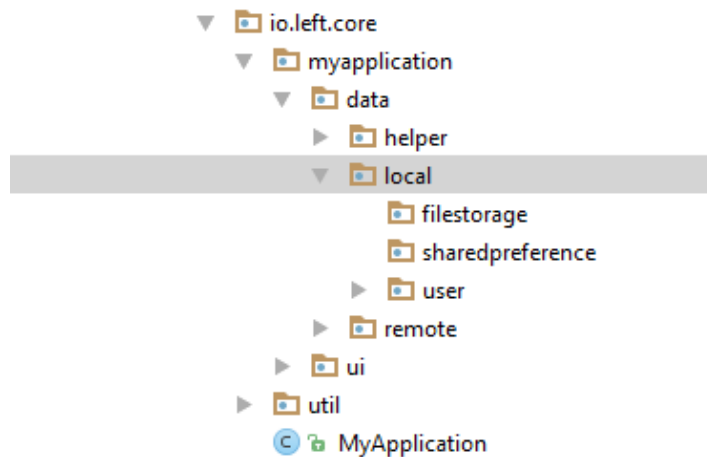 io.left.core
myapplication
data
helper
local
filestorage
sharedpreference
user
remote
ui
util
C MyApplication